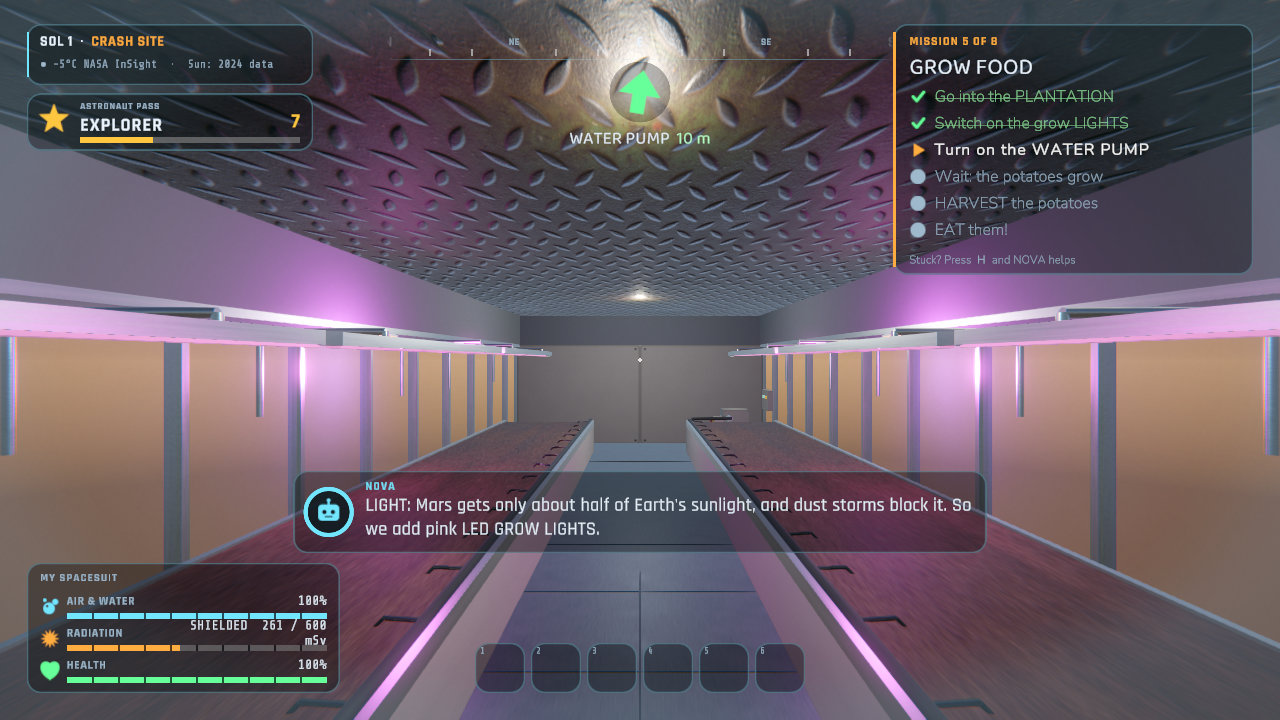 SOL 1 · CRASH SITE
-5°C NASA InSight · Sun: 2024 data
ASTRONAUT PASS
EXPLORER 7
NE SE
WATER PUMP 10 m
MISSION 5 OF 8
GROW FOOD
Go into the PLANTATION
Switch on the grow LIGHTS
Turn on the WATER PUMP
Wait: the potatoes grow
HARVEST the potatoes
EAT them!
Stuck? Press H and NOVA helps
NOVA
LIGHT: Mars gets only about half of Earth's sunlight, and dust storms block it. So
we add pink LED GROW LIGHTS.
MY SPACESUIT
AIR & WATER 100%
RADIATION SHIELDED 261 / 600
mSv
HEALTH 100%
1 2 3 4 5 6